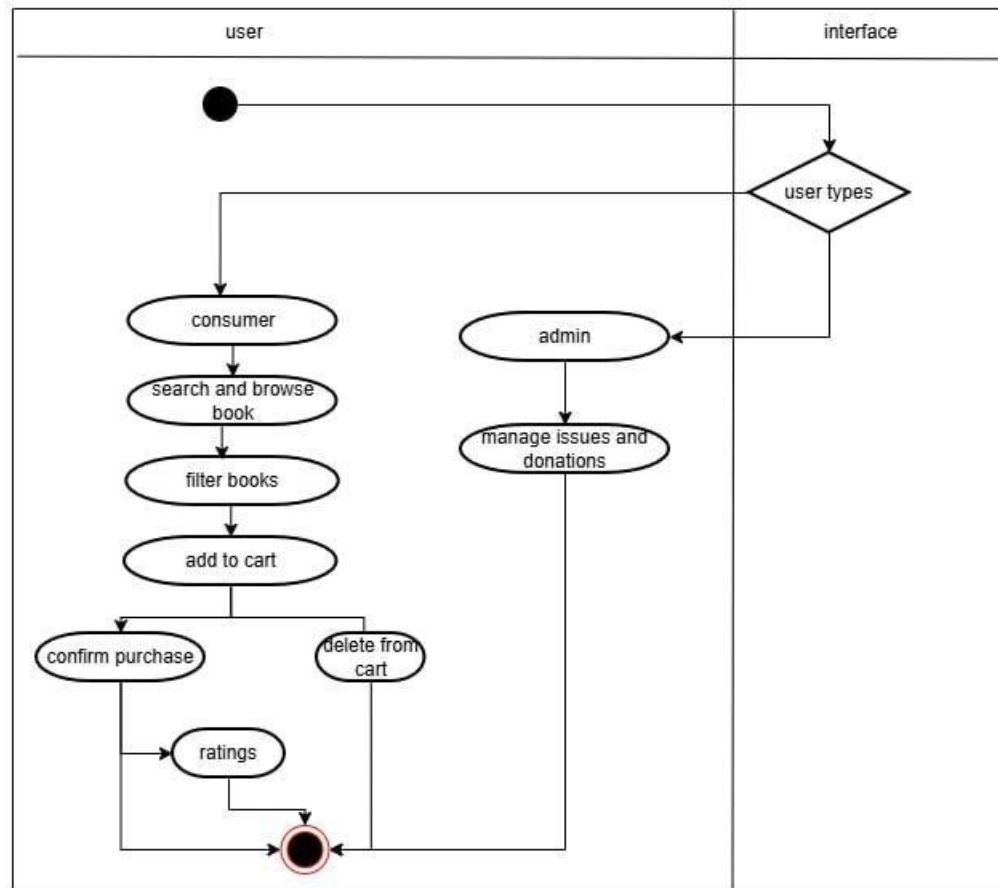 user
interface
user types
consumer
admin
search and browse
book
manage issues and
donations
filter books
add to cart
confirm purchase
delete from
cart
ratings